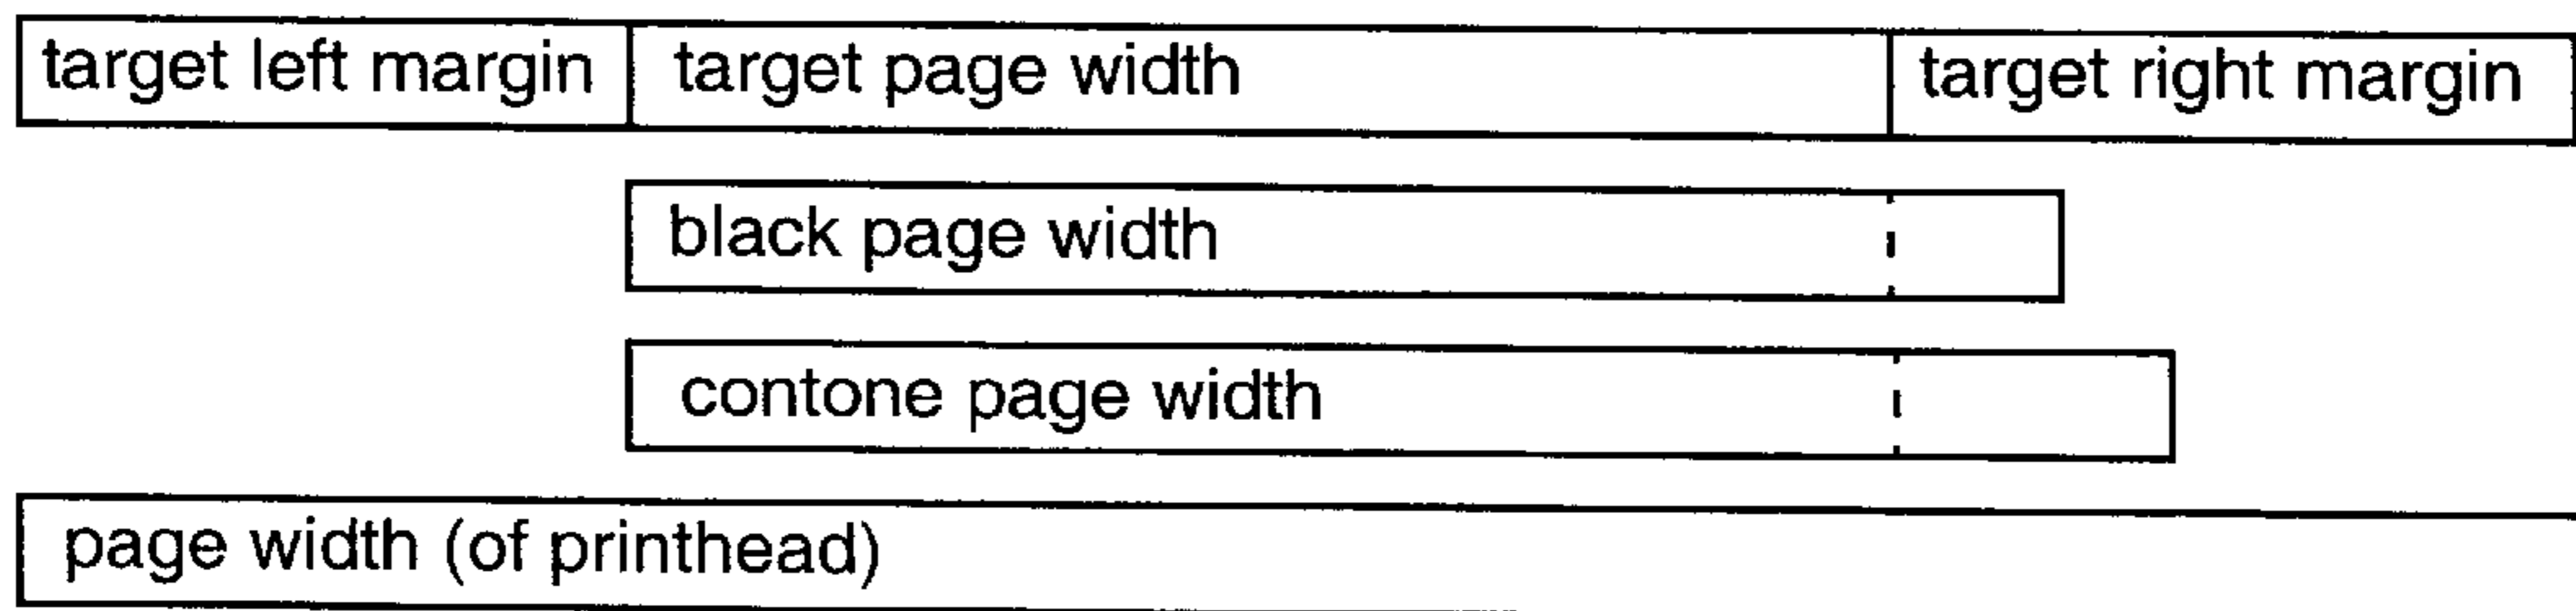 target left margin target page width target right margin
black page width
contone page width
page width (of printhead)